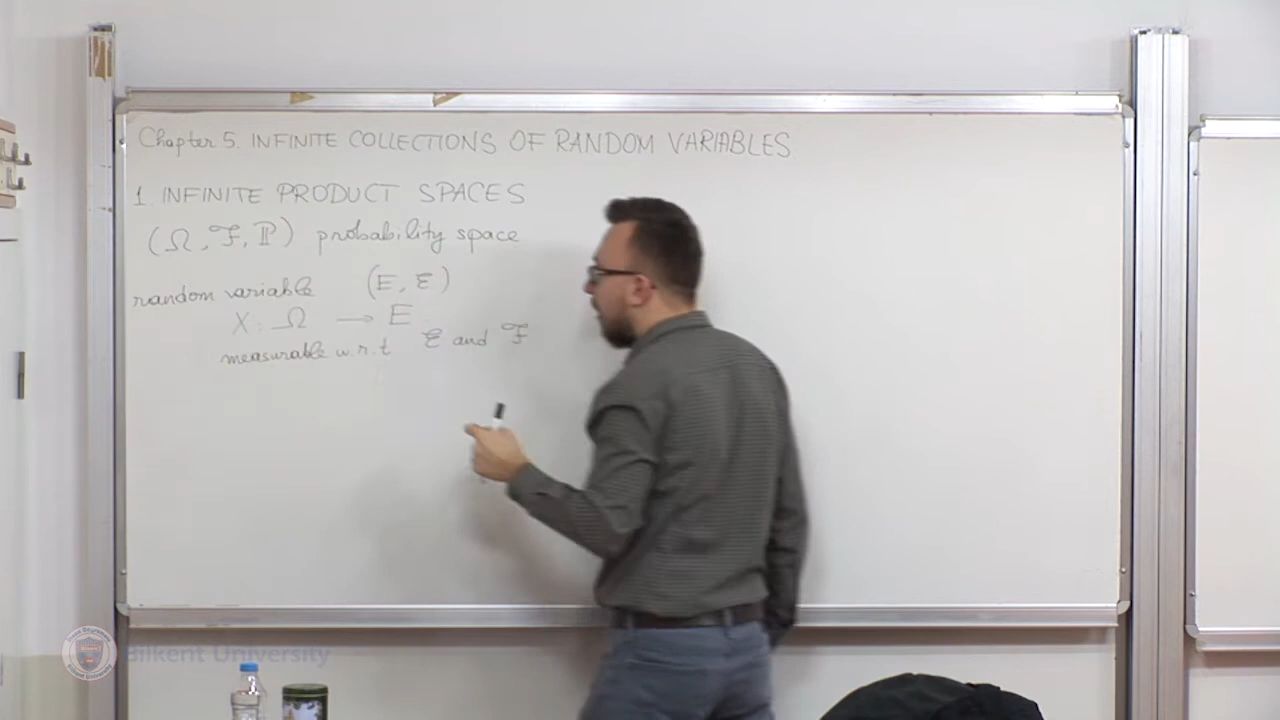 Chapter 5. INFINITE COLLECTIONS OF RANDOM VARIABLES
1. INFINITE PRODUCT SPACES
(Ω, ℱ, ℙ) probability space
random variable (E, ℰ)
X : Ω → E
measurable w.r.t ℰ and ℱ
Bilkent University